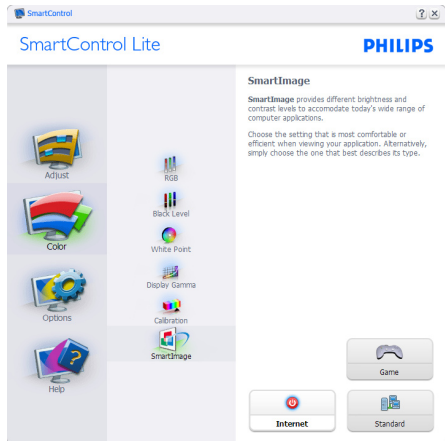 SmartControl
? ×
SmartControl Lite
PHILIPS
Adjust
Color
Options
Help
RGB
Black Level
White Point
Display Gamma
Calibration
SmartImage
SmartImage
SmartImage provides different brightness and
contrast levels to accomodate today's wide range of
computer applications.
Choose the setting that is most comfortable or
efficient when viewing your application. Alternatively,
simply choose the one that best describes its type.
Game
Internet
Standard